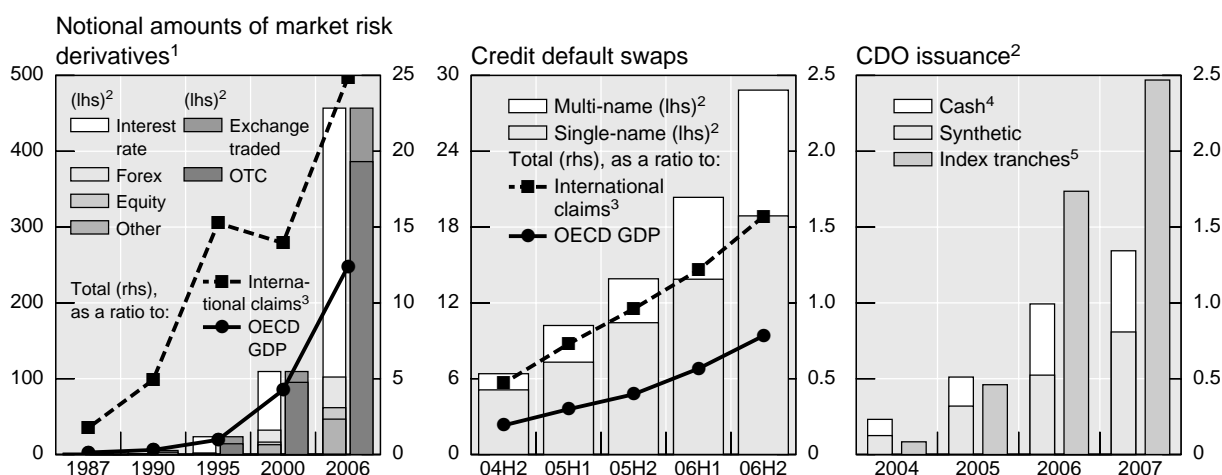 Notional amounts of market risk
derivatives¹
500
400
300
200
100
0
25
20
15
10
5
0
(lhs)²
Interest
rate
Forex
Equity
Other
(lhs)²
Exchange
traded
OTC
Total (rhs),
as a ratio to:
Interna-
tional claims³
OECD
GDP
1987 1990 1995 2000 2006
Credit default swaps
30
24
18
12
6
0
2.5
2.0
1.5
1.0
0.5
0
Multi-name (lhs)²
Single-name (lhs)²
Total (rhs), as a ratio to:
International
claims³
OECD GDP
04H2 05H1 05H2 06H1 06H2
CDO issuance²
2.5
2.0
1.5
1.0
0.5
0.0
Cash⁴
Synthetic
Index tranches⁵
2004 2005 2006 2007